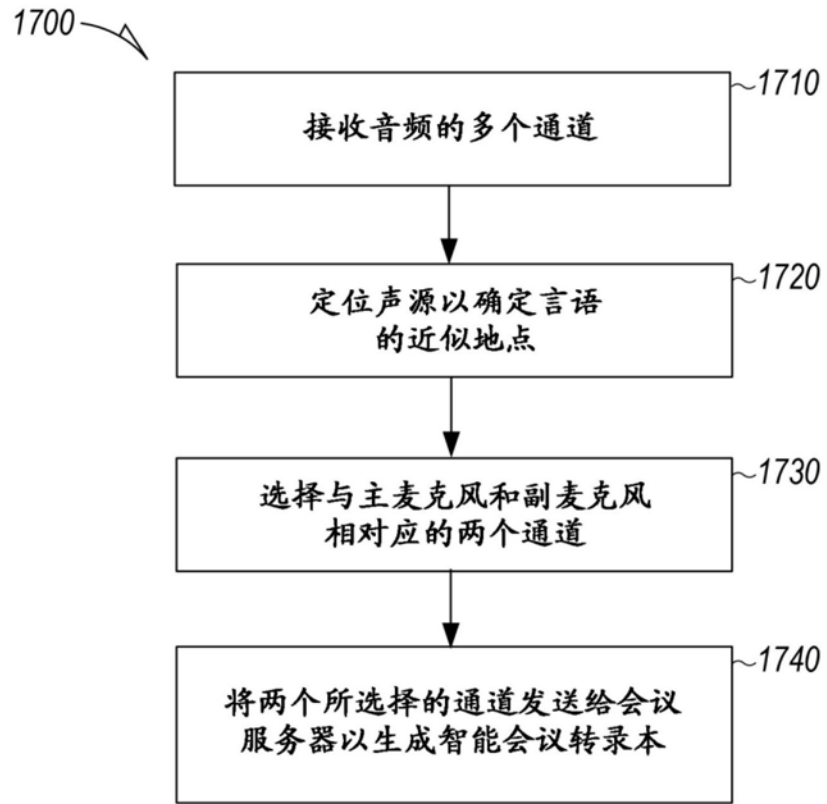 1700
1710
接收音频的多个通道
1720
定位声源以确定言语
的近似地点
1730
选择与主麦克风和副麦克风
相对应的两个通道
1740
将两个所选择的通道发送给会议
服务器以生成智能会议转录本